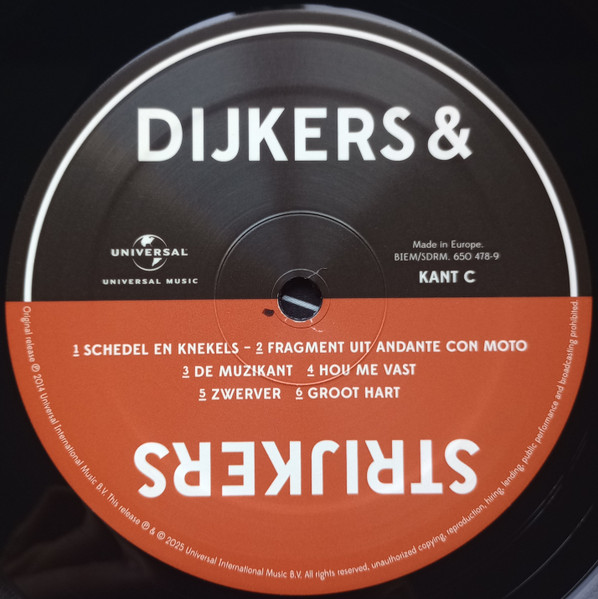 DIJKERS &
UNIVERSAL
UNIVERSAL MUSIC
Made in Europe.
BIEM/SDRM. 650 478-9
KANT C
1 SCHEDEL EN KNEKELS – 2 FRAGMENT UIT ANDANTE CON MOTO
3 DE MUZIKANT 4 HOU ME VAST
5 ZWERVER 6 GROOT HART
STRIJKERS
Original release ℗ 2014 Universal International Music B.V. This release ℗ & © 2025 Universal International Music B.V. All rights reserved, unauthorized copying, reproduction, hiring, lending, public performance and broadcasting prohibited.